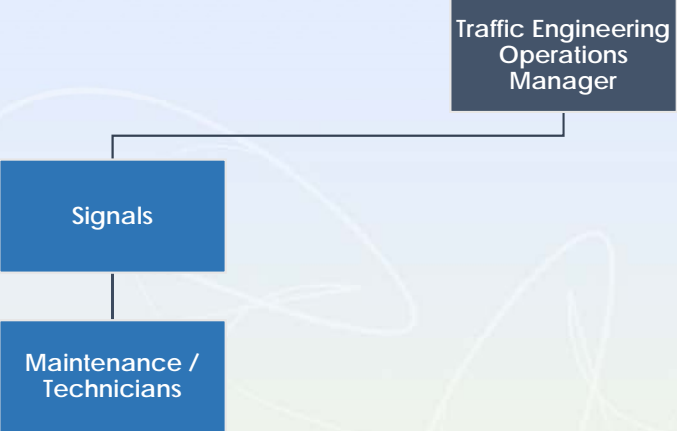 Traffic Engineering
Operations
Manager
Signals
Maintenance /
Technicians